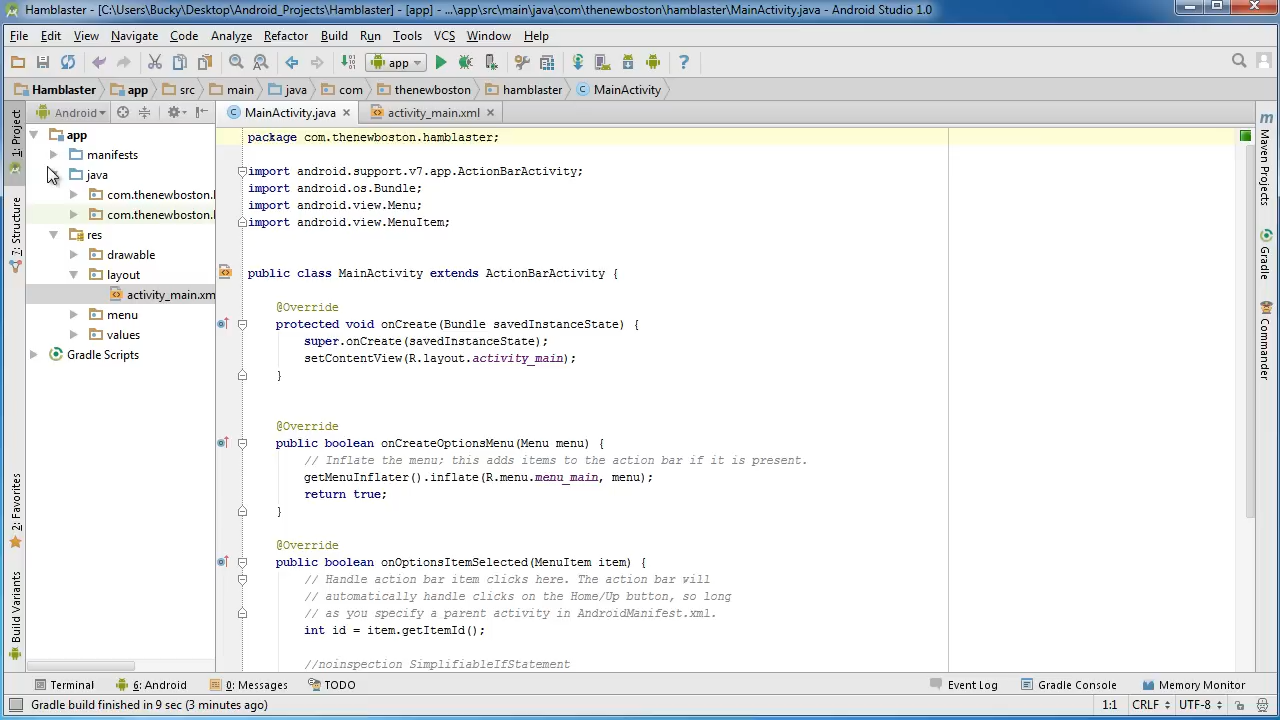 Hamblaster - [C:\Users\Bucky\Desktop\Android_Projects\Hamblaster] - [app] - ...\app\src\main\java\com\thenewboston\hamblaster\MainActivity.java - Android Studio 1.0
File Edit View Navigate Code Analyze Refactor Build Run Tools VCS Window Help
app
Hamblaster app src main java com thenewboston hamblaster MainActivity
1: Project
7: Structure
2: Favorites
Build Variants
Android
app
manifests
java
com.thenewboston.
com.thenewboston.
res
drawable
layout
activity_main.xm
menu
values
Gradle Scripts
MainActivity.java activity_main.xml
package com.thenewboston.hamblaster;
import android.support.v7.app.ActionBarActivity;
import android.os.Bundle;
import android.view.Menu;
import android.view.MenuItem;
public class MainActivity extends ActionBarActivity {
@Override
protected void onCreate(Bundle savedInstanceState) {
super.onCreate(savedInstanceState);
setContentView(R.layout.activity_main);
}
@Override
public boolean onCreateOptionsMenu(Menu menu) {
// Inflate the menu; this adds items to the action bar if it is present.
getMenuInflater().inflate(R.menu.menu_main, menu);
return true;
}
@Override
public boolean onOptionsItemSelected(MenuItem item) {
// Handle action bar item clicks here. The action bar will
// automatically handle clicks on the Home/Up button, so long
// as you specify a parent activity in AndroidManifest.xml.
int id = item.getItemId();
//noinspection SimplifiableIfStatement
Maven Projects
Gradle
Commander
Terminal 6: Android 0: Messages TODO Event Log Gradle Console Memory Monitor
Gradle build finished in 9 sec (3 minutes ago) 1:1 CRLF UTF-8